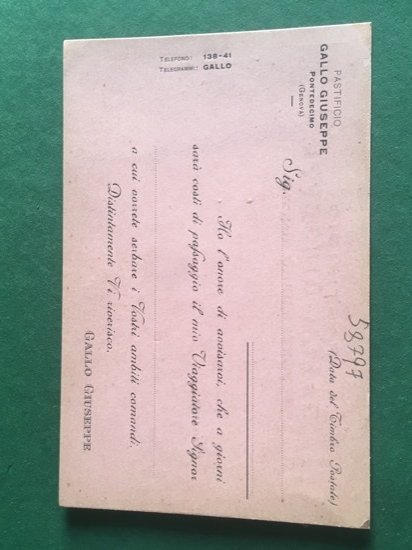 PASTIFICIO
GALLO GIUSEPPE
PONTEDECIMO
(GENOVA)
TELEFONO: 138-41
TELEGRAMMI: GALLO
58797
(Data del Timbro Postale)
Sig.
Ho l'onore di avvisarvi, che a giorni
sarà costì di passaggio il mio Viaggiatore Signor
a cui vorrete serbare i Vostri ambiti comandi.
Distintamente Vi riverisco.
GALLO GIUSEPPE